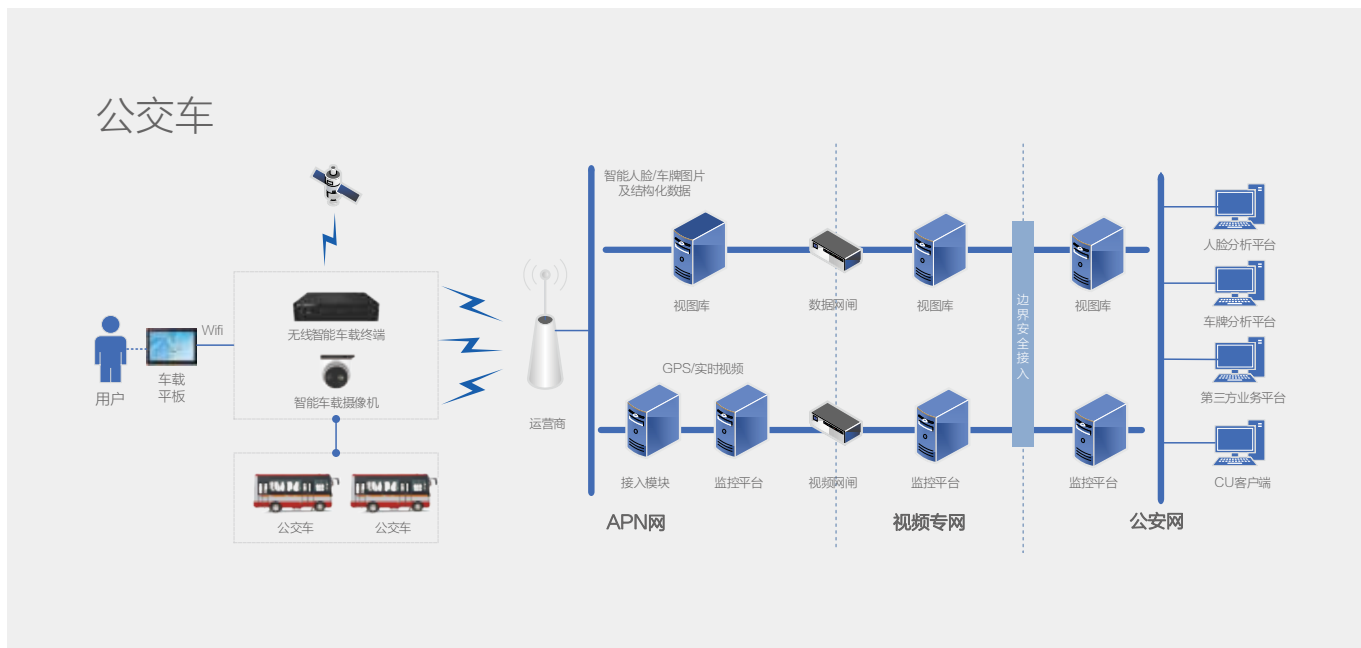 公交车
智能人脸/车牌图片
及结构化数据
视图库
数据网闸
视图库
视图库
人脸分析平台
车牌分析平台
第三方业务平台
CU客户端
边界安全接入
Wifi
无线智能车载终端
用户
车载
平板
智能车载摄像机
运营商
GPS/实时视频
接入模块
监控平台
视频网闸
监控平台
监控平台
公交车
公交车
APN网
视频专网
公安网